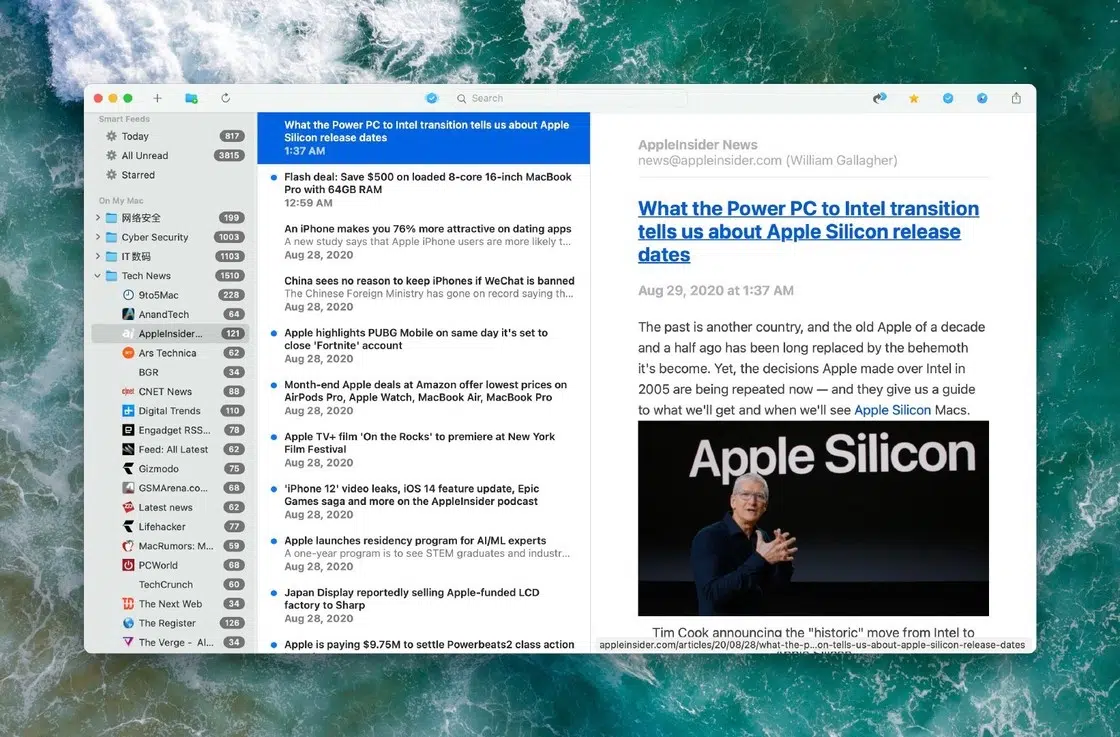 Search
Smart Feeds
Today 817
All Unread 3815
Starred
On My Mac
网络安全 199
Cyber Security 1003
IT 数码 1103
Tech News 1510
9to5Mac 228
AnandTech 64
AppleInsider... 121
Ars Technica 62
BGR 34
CNET News 88
Digital Trends 110
Engadget RSS... 78
Feed: All Latest 62
Gizmodo 75
GSMArena.co... 68
Latest news 62
Lifehacker 77
MacRumors: M... 59
PCWorld 68
TechCrunch 60
The Next Web 34
The Register 126
The Verge - Al... 34
What the Power PC to Intel transition tells us about Apple
Silicon release dates
1:37 AM
Flash deal: Save $500 on loaded 8-core 16-inch MacBook
Pro with 64GB RAM
12:59 AM
An iPhone makes you 76% more attractive on dating apps
A new study says that Apple iPhone users are more likely t...
Aug 28, 2020
China sees no reason to keep iPhones if WeChat is banned
The Chinese Foreign Ministry has gone on record saying th...
Aug 28, 2020
Apple highlights PUBG Mobile on same day it's set to
close 'Fortnite' account
Aug 28, 2020
Month-end Apple deals at Amazon offer lowest prices on
AirPods Pro, Apple Watch, MacBook Air, MacBook Pro
Aug 28, 2020
Apple TV+ film 'On the Rocks' to premiere at New York
Film Festival
Aug 28, 2020
'iPhone 12' video leaks, iOS 14 feature update, Epic
Games saga and more on the AppleInsider podcast
Aug 28, 2020
Apple launches residency program for AI/ML experts
A one-year program is to see STEM graduates and industr...
Aug 28, 2020
Japan Display reportedly selling Apple-funded LCD
factory to Sharp
Aug 28, 2020
Apple is paying $9.75M to settle Powerbeats2 class action
AppleInsider News
news@appleinsider.com (William Gallagher)
What the Power PC to Intel transition
tells us about Apple Silicon release
dates
Aug 29, 2020 at 1:37 AM
The past is another country, and the old Apple of a decade
and a half ago has been long replaced by the behemoth
it's become. Yet, the decisions Apple made over Intel in
2005 are being repeated now — and they give us a guide
to what we'll get and when we'll see Apple Silicon Macs.
Apple Silicon
Tim Cook announcing the "historic" move from Intel to
appleinsider.com/articles/20/08/28/what-the-p...on-tells-us-about-apple-silicon-release-dates